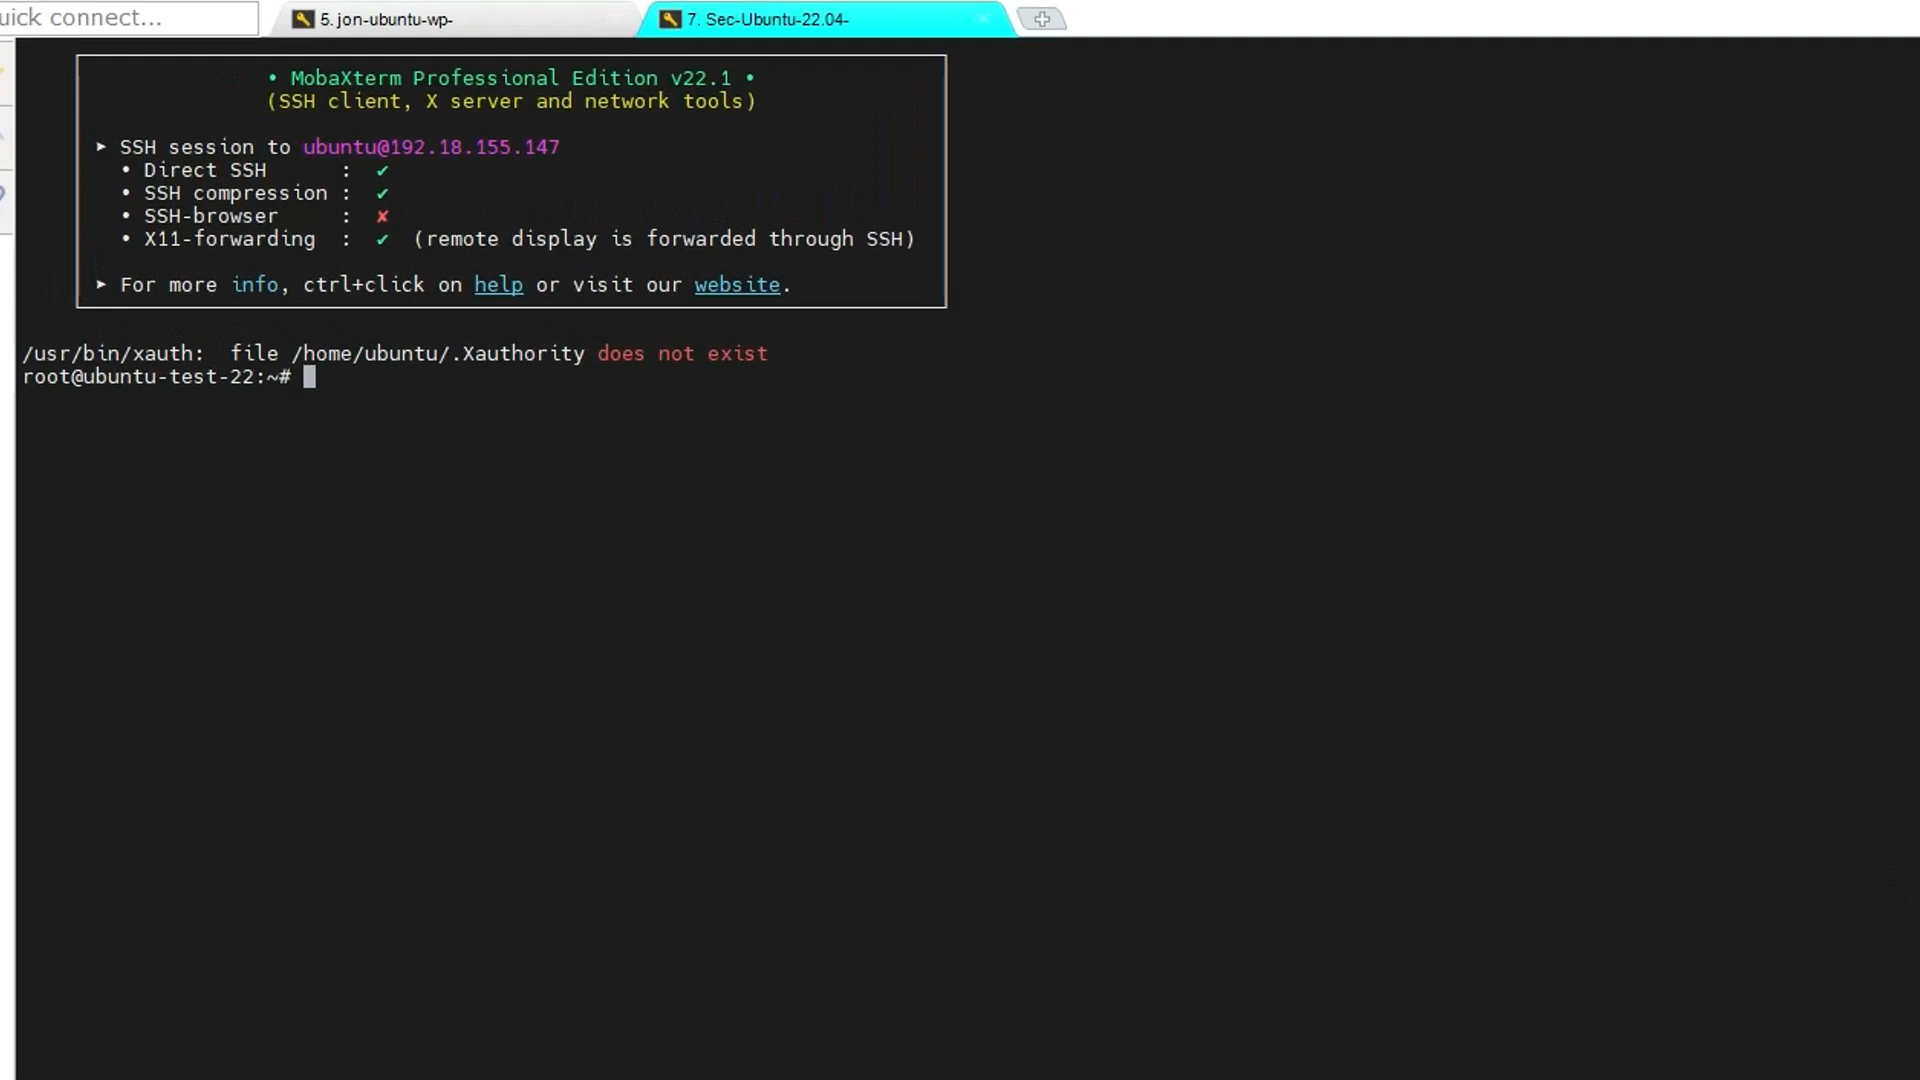 uick connect...
5. jon-ubuntu-wp-
7. Sec-Ubuntu-22.04-
• MobaXterm Professional Edition v22.1 •
(SSH client, X server and network tools)
➤ SSH session to ubuntu@192.18.155.147
• Direct SSH : ✔
• SSH compression : ✔
• SSH-browser : ✘
• X11-forwarding : ✔ (remote display is forwarded through SSH)
➤ For more info, ctrl+click on help or visit our website.
/usr/bin/xauth:  file /home/ubuntu/.Xauthority does not exist
root@ubuntu-test-22:~#